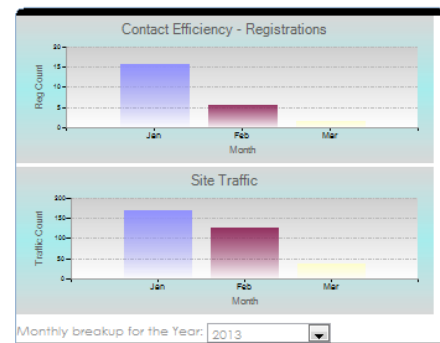 Contact Efficiency - Registrations
20
15
10
5
0
Reg Count
Jan
Feb
Mar
Month
Site Traffic
200
150
100
50
0
Traffic Count
Jan
Feb
Mar
Month
Monthly breakup for the Year: 2013